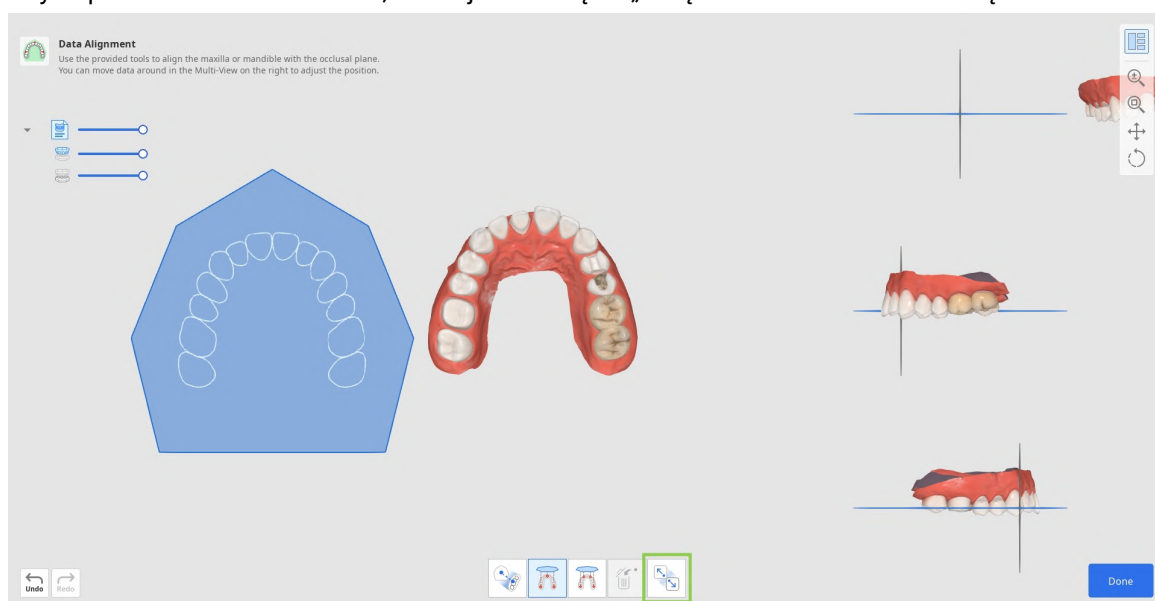 Data Alignment
Use the provided tools to align the maxilla or mandible with the occlusal plane.
You can move data around in the Multi-View on the right to adjust the position.
Undo
Redo
Done